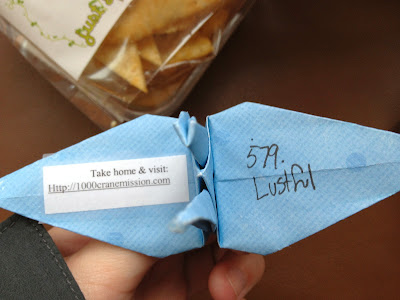 Take home & visit:
Http://1000cranemission.com
579.
Lustful